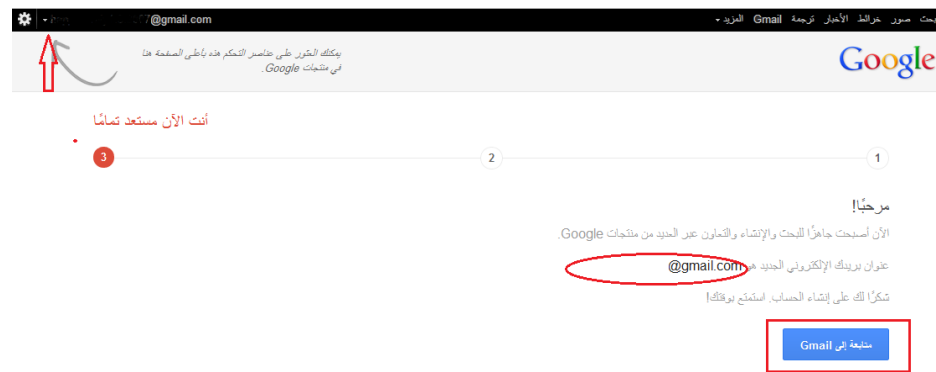 بحث صور خرائط الأخبار ترجمة Gmail المزيد
@gmail.com
Google
يمكنك العثور على عناصر التحكم هذه بأعلى الصفحة هنا
في منتجات Google.
أنت الآن مستعد تمامًا
1
2
3
مرحبًا!
الآن أصبحت جاهزًا للبحث والإنشاء والتعاون عبر العديد من منتجات Google.
عنوان بريدك الإلكتروني الجديد هو @gmail.com
شكرًا لك على إنشاء الحساب. استمتع بوقتك!
متابعة إلى Gmail